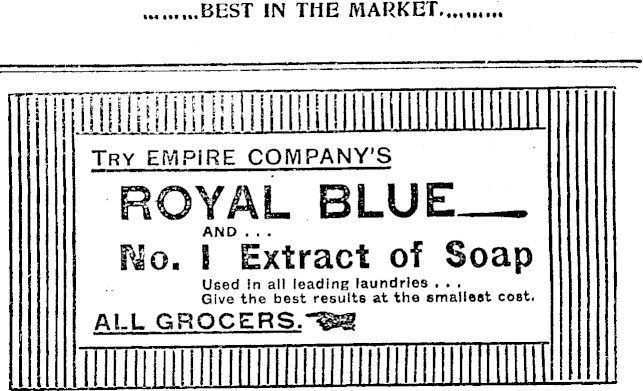 .........BEST IN THE MARKET..........
TRY EMPIRE COMPANY'S
ROYAL BLUE
AND ...
No. 1 Extract of Soap
Used in all leading laundries ...
Give the best results at the smallest cost.
ALL GROCERS.